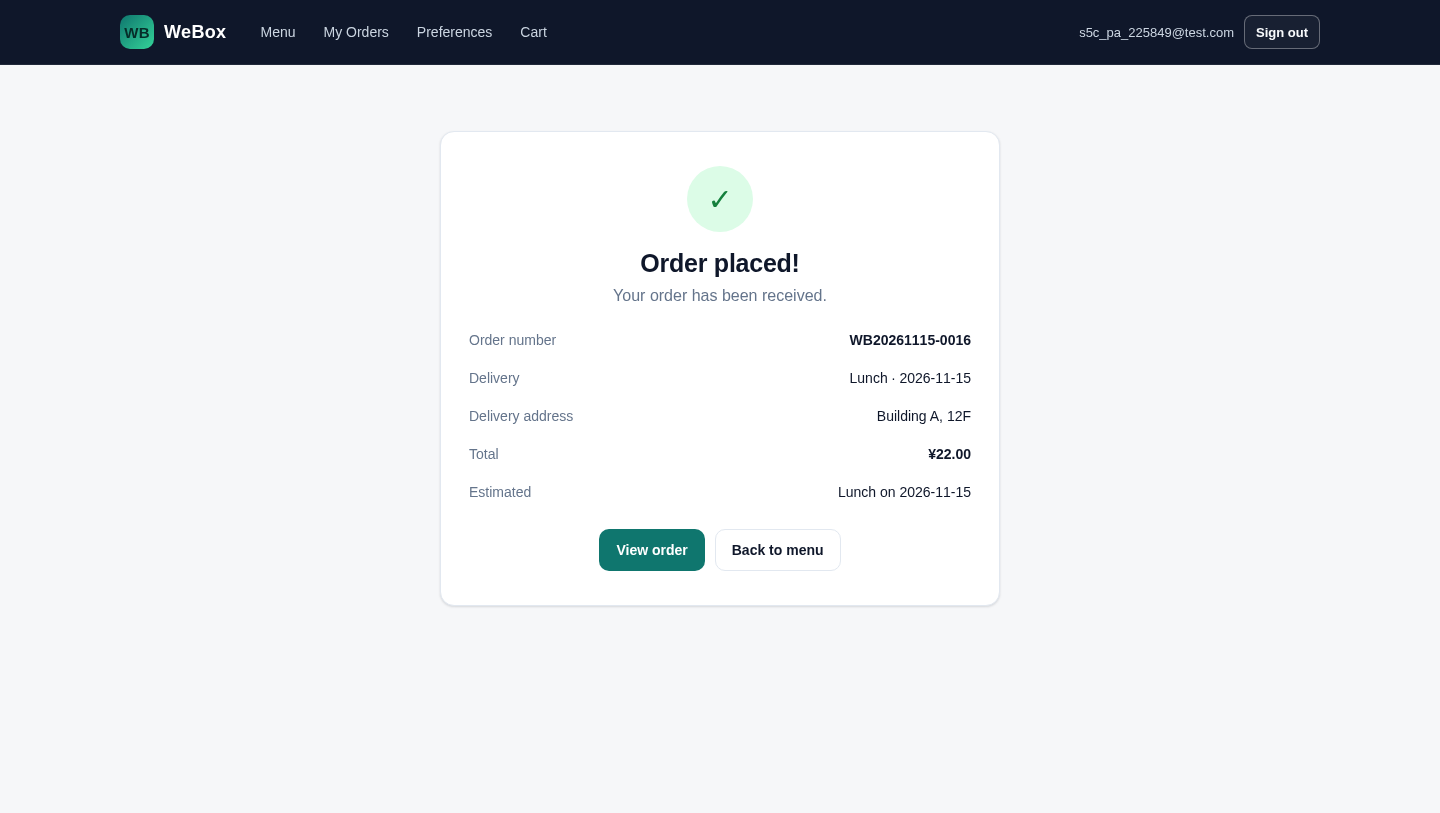 WB WeBox Menu My Orders Preferences Cart s5c_pa_225849@test.com Sign out
✓
Order placed!
Your order has been received.
Order number WB20261115-0016
Delivery Lunch · 2026-11-15
Delivery address Building A, 12F
Total ¥22.00
Estimated Lunch on 2026-11-15
View order Back to menu